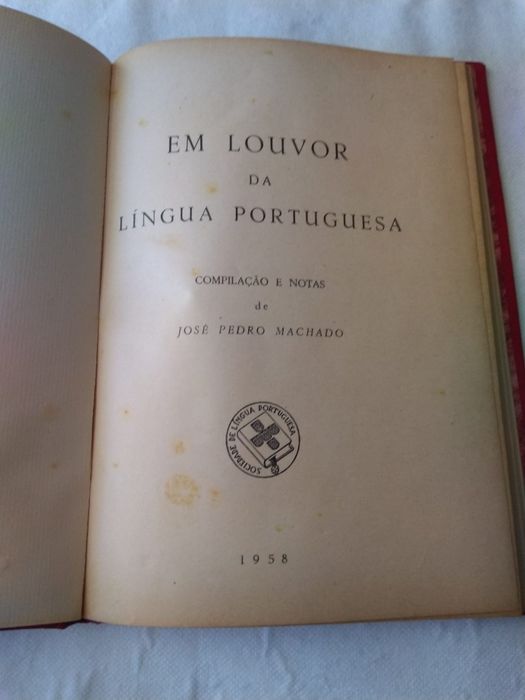 EM LOUVOR
DA
LÍNGUA PORTUGUESA
COMPILAÇÃO E NOTAS
de
JOSÉ PEDRO MACHADO
SOCIEDADE DE LÍNGUA PORTUGUESA
1958